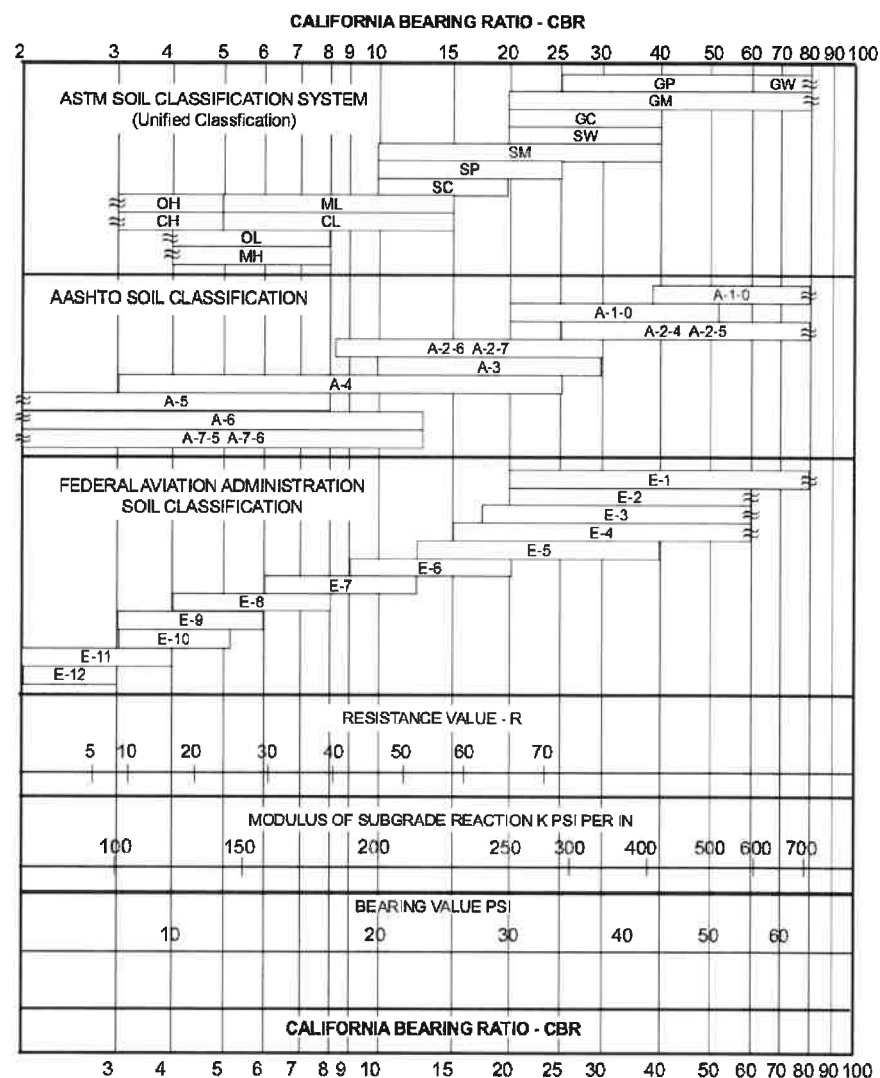 CALIFORNIA BEARING RATIO - CBR
2 3 4 5 6 7 8 9 10 15 20 25 30 40 50 60 70 80 90 100
ASTM SOIL CLASSIFICATION SYSTEM
(Unified Classfication)
GP GW
GM
GC
SW
SM
SP
SC
OH ML
CH CL
OL
MH
AASHTO SOIL CLASSIFICATION
A-1-0
A-1-0
A-2-4 A-2-5
A-2-6 A-2-7
A-3
A-4
A-5
A-6
A-7-5 A-7-6
FEDERAL AVIATION ADMINISTRATION
SOIL CLASSIFICATION
E-1
E-2
E-3
E-4
E-5
E-6
E-7
E-8
E-9
E-10
E-11
E-12
RESISTANCE VALUE - R
5 10 20 30 40 50 60 70
MODULUS OF SUBGRADE REACTION K PSI PER IN
100 150 200 250 300 400 500 600 700
BEARING VALUE PSI
10 20 30 40 50 60
CALIFORNIA BEARING RATIO - CBR
3 4 5 6 7 8 9 10 15 20 25 30 40 50 60 70 80 90 100